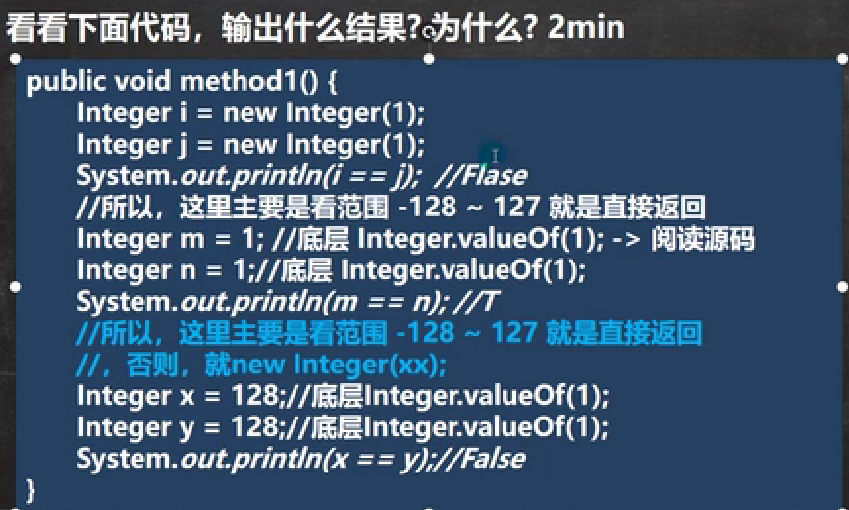 看看下面代码，输出什么结果? 为什么? 2min
public void method1() {
Integer i = new Integer(1);
Integer j = new Integer(1);
System.out.println(i == j); //Flase
//所以，这里主要是看范围 -128 ~ 127 就是直接返回
Integer m = 1; //底层 Integer.valueOf(1); -> 阅读源码
Integer n = 1;//底层 Integer.valueOf(1);
System.out.println(m == n); //T
//所以，这里主要是看范围 -128 ~ 127 就是直接返回
//，否则，就new Integer(xx);
Integer x = 128;//底层Integer.valueOf(1);
Integer y = 128;//底层Integer.valueOf(1);
System.out.println(x == y);//False
}